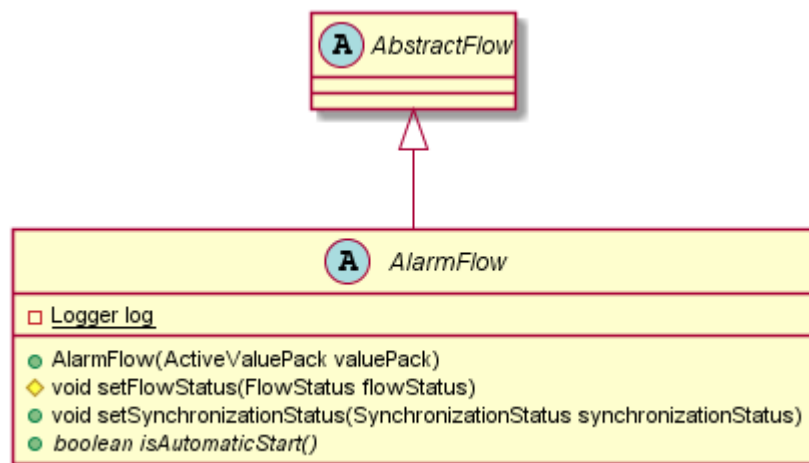 A AbstractFlow
A AlarmFlow
Logger log
AlarmFlow(ActiveValuePack valuePack)
void setFlowStatus(FlowStatus flowStatus)
void setSynchronizationStatus(SynchronizationStatus synchronizationStatus)
boolean isAutomaticStart()